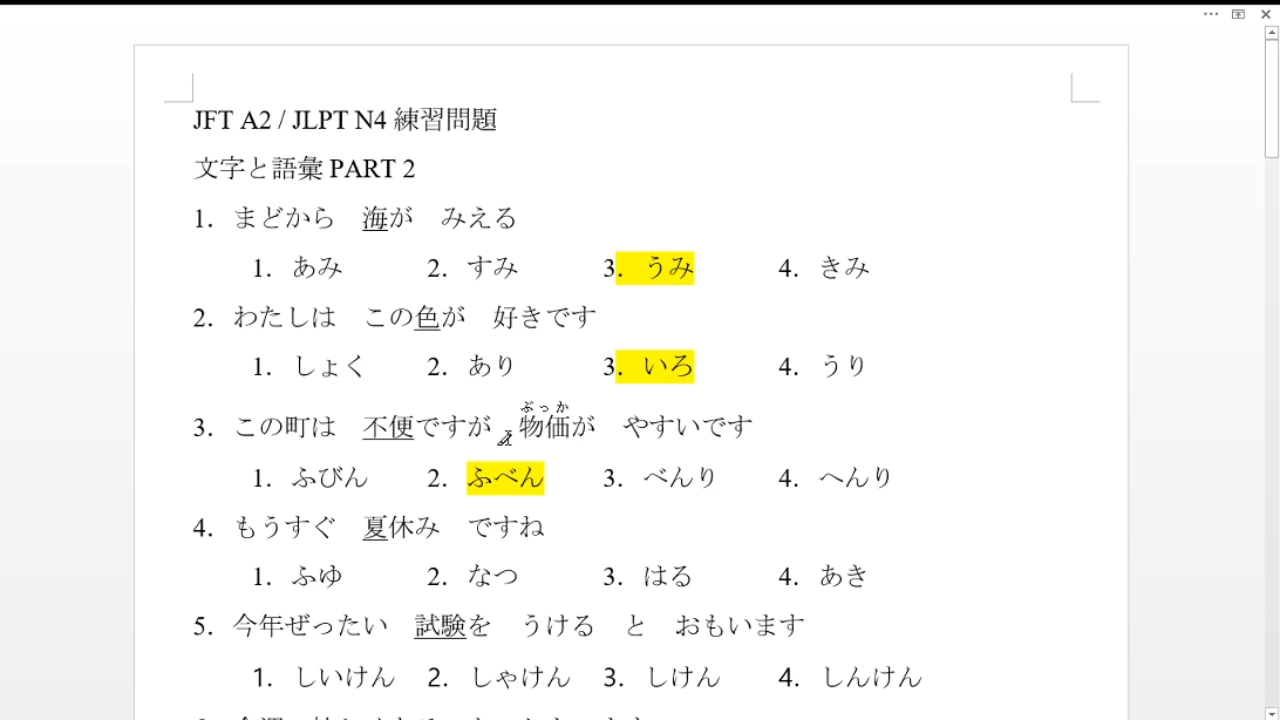 JFT A2 / JLPT N4 練習問題
文字と語彙 PART 2
1. まどから　海が　みえる
1. あみ　2. すみ　3. うみ　4. きみ
2. わたしは　この色が　好きです
1. しょく　2. あり　3. いろ　4. うり
ぶっか
3. この町は　不便ですが　物価が　やすいです
1. ふびん　2. ふべん　3. べんり　4. へんり
4. もうすぐ　夏休み　ですね
1. ふゆ　2. なつ　3. はる　4. あき
5. 今年ぜったい　試験を　うける　と　おもいます
1. しいけん　2. しゃけん　3. しけん　4. しんけん